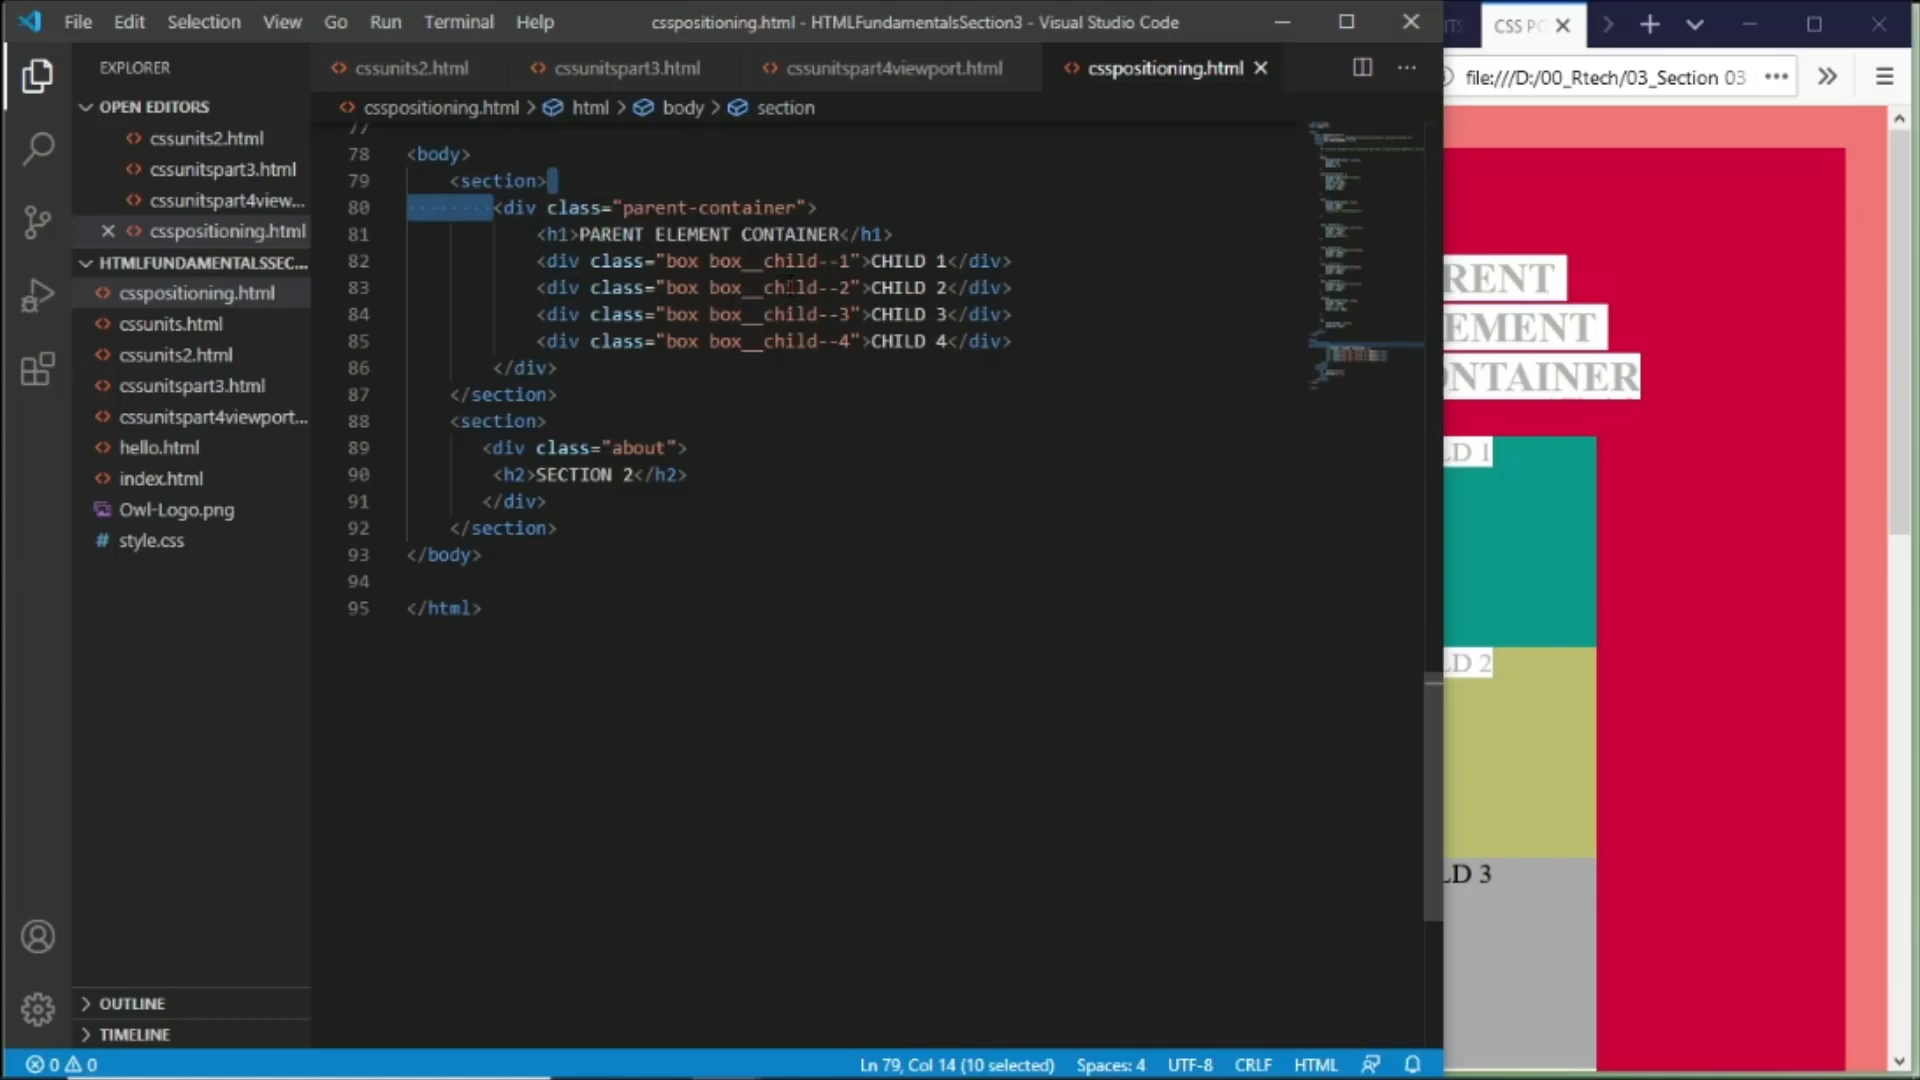 File Edit Selection View Go Run Terminal Help
csspositioning.html - HTMLFundamentalsSection3 - Visual Studio Code
CSS PC
file:///D:/00_Rtech/03_Section 03
EXPLORER
OPEN EDITORS
cssunits2.html
cssunitspart3.html
cssunitspart4view...
csspositioning.html
HTMLFUNDAMENTALSSEC...
csspositioning.html
cssunits.html
cssunits2.html
cssunitspart3.html
cssunitspart4viewport...
hello.html
index.html
Owl-Logo.png
# style.css
OUTLINE
TIMELINE
cssunits2.html cssunitspart3.html cssunitspart4viewport.html csspositioning.html
csspositioning.html > html > body > section
77
78 <body>
79 <section>
80 <div class="parent-container">
81 <h1>PARENT ELEMENT CONTAINER</h1>
82 <div class="box box__child--1">CHILD 1</div>
83 <div class="box box__child--2">CHILD 2</div>
84 <div class="box box__child--3">CHILD 3</div>
85 <div class="box box__child--4">CHILD 4</div>
86 </div>
87 </section>
88 <section>
89 <div class="about">
90 <h2>SECTION 2</h2>
91 </div>
92 </section>
93 </body>
94
95 </html>
RENT
EMENT
ONTAINER
LD 1
LD 2
LD 3
0 0
Ln 79, Col 14 (10 selected) Spaces: 4 UTF-8 CRLF HTML